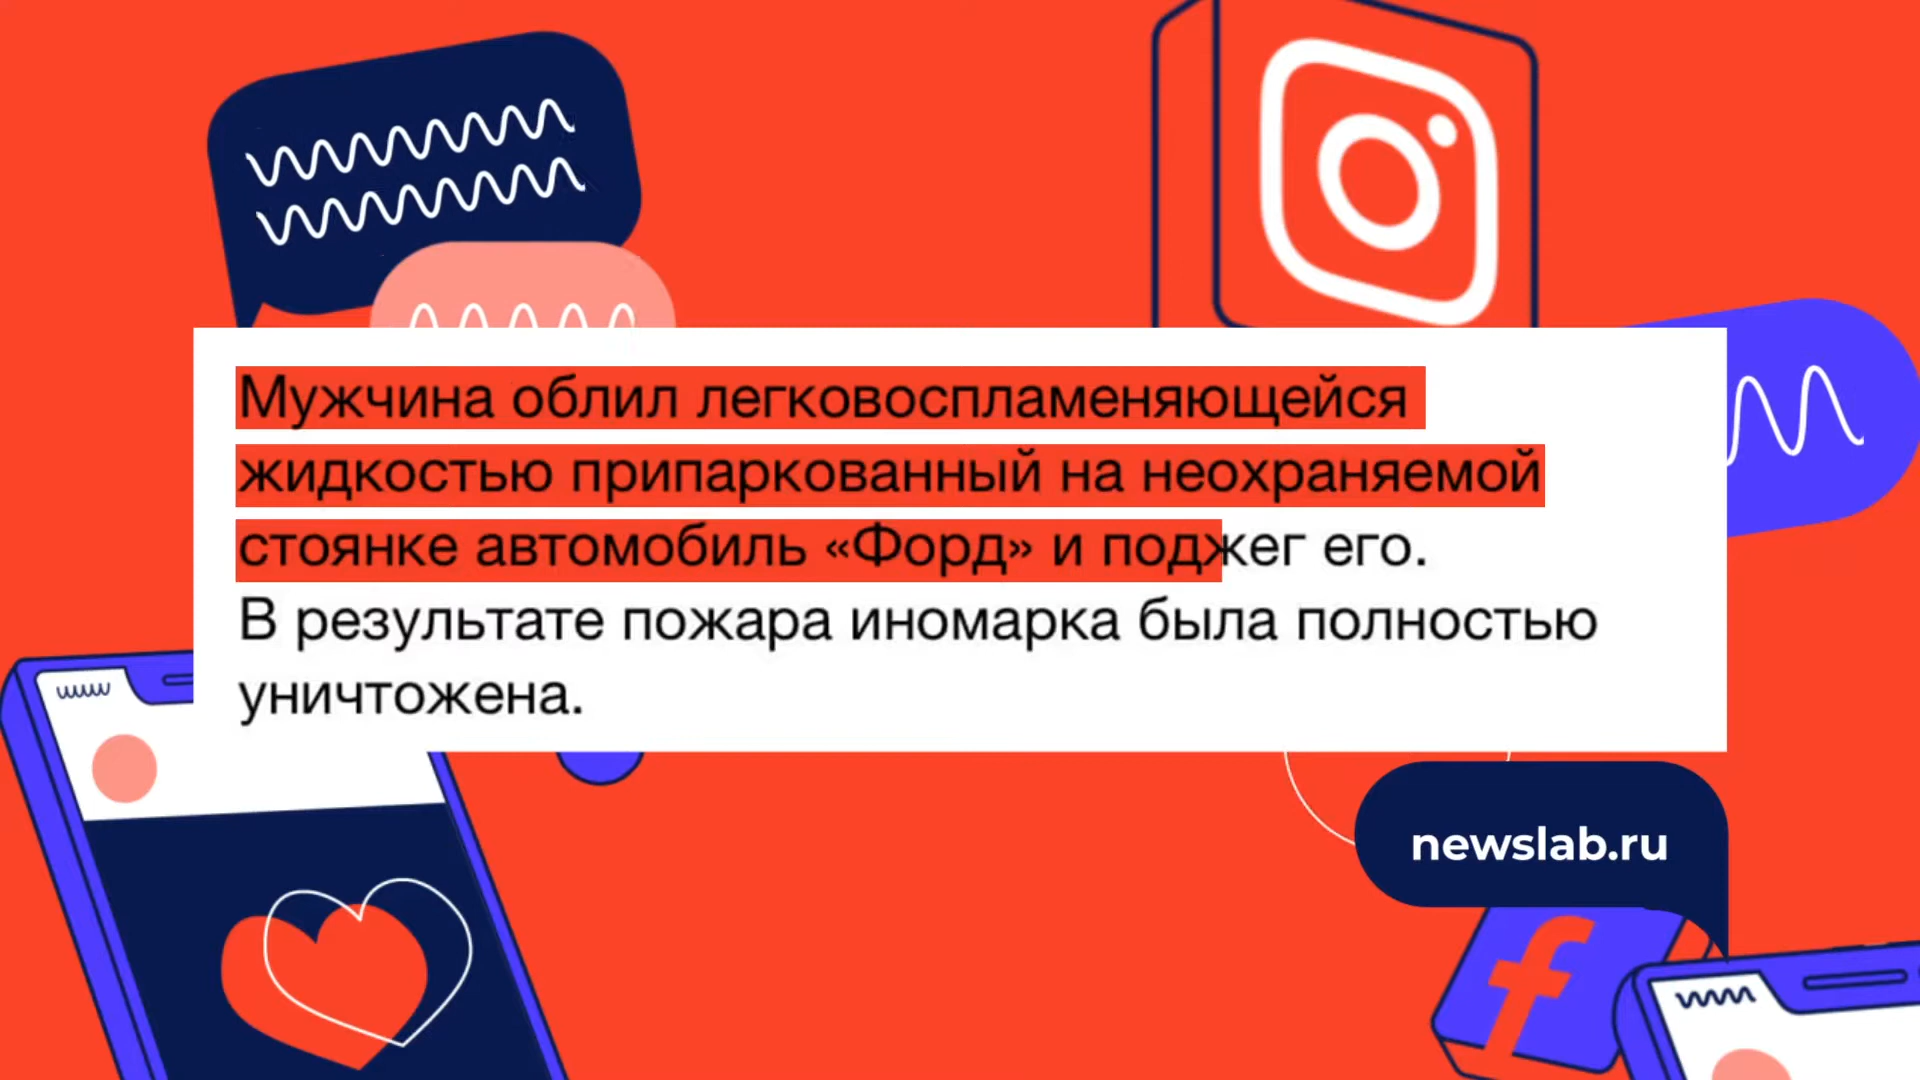 Мужчина облил легковоспламеняющейся
жидкостью припаркованный на неохраняемой
стоянке автомобиль «Форд» и поджег его.
В результате пожара иномарка была полностью
уничтожена.
newslab.ru